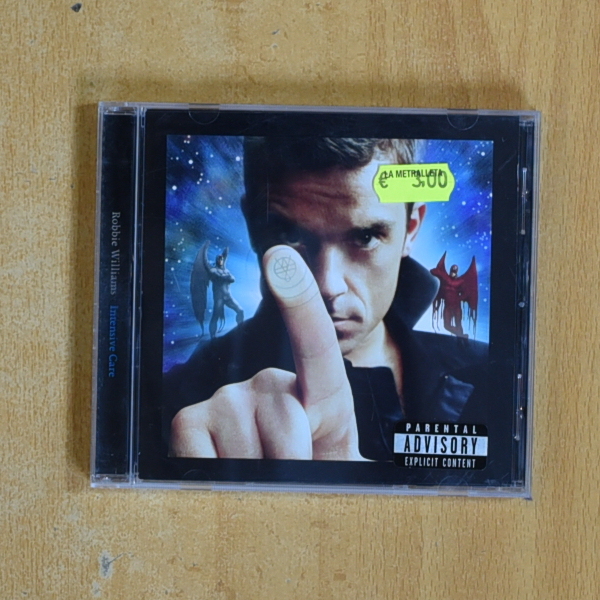 Robbie Williams Intensive Care
LA METRALLETA
€ 3,00
PARENTAL
ADVISORY
EXPLICIT CONTENT